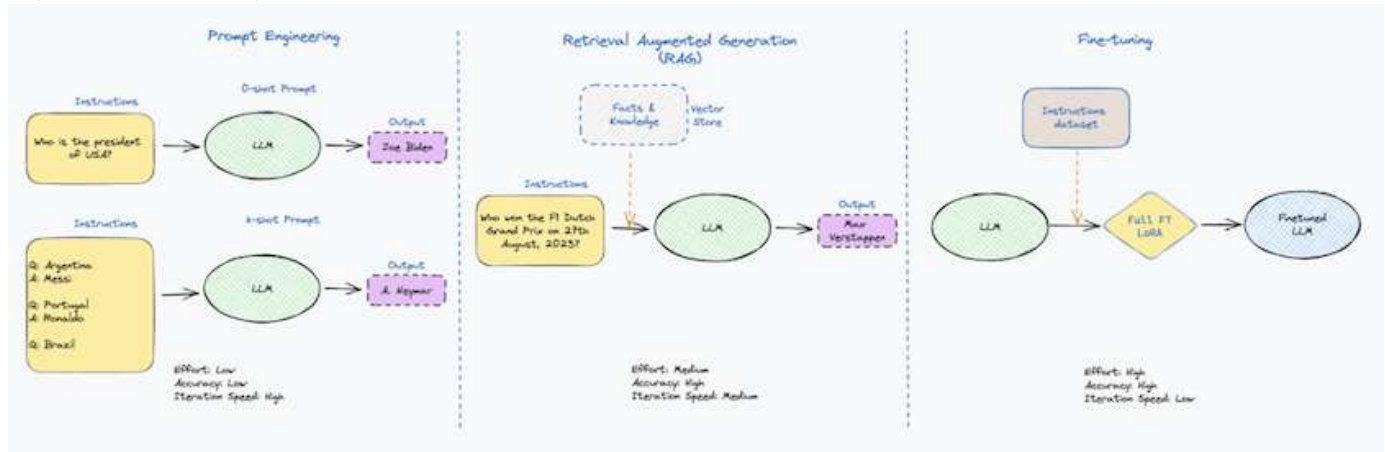 Prompt Engineering
0-shot Prompt
Instructions
Who is the president
of USA?
LLM
Output
Joe Biden
k-shot Prompt
Instructions
Q: Argentina
A: Messi
Q: Portugal
A: Ronaldo
Q: Brazil
LLM
Output
A. Neymar
Effort: Low
Accuracy: Low
Iteration Speed: High
Retrieval Augmented Generation
(RAG)
Facts &
Knowledge
Vector
Store
Instructions
Who won the F1 Dutch
Grand Prix on 27th
August, 2023?
LLM
Output
Max
Verstappen
Effort: Medium
Accuracy: High
Iteration Speed: Medium
Fine-tuning
Instructions
dataset
LLM
Full FT
LoRA
Finetuned
LLM
Effort: High
Accuracy: High
Iteration Speed: Low